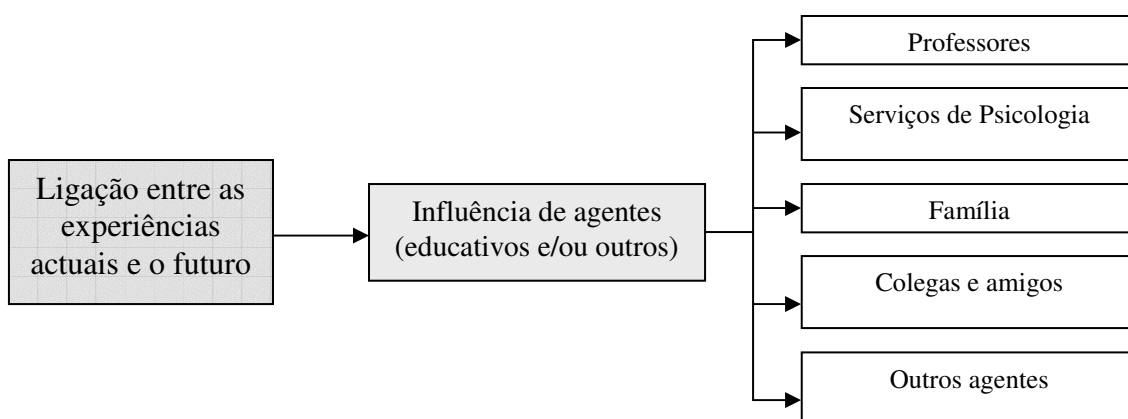 Ligação entre as
experiências
actuais e o futuro
Influência de agentes
(educativos e/ou outros)
Professores
Serviços de Psicologia
Família
Colegas e amigos
Outros agentes